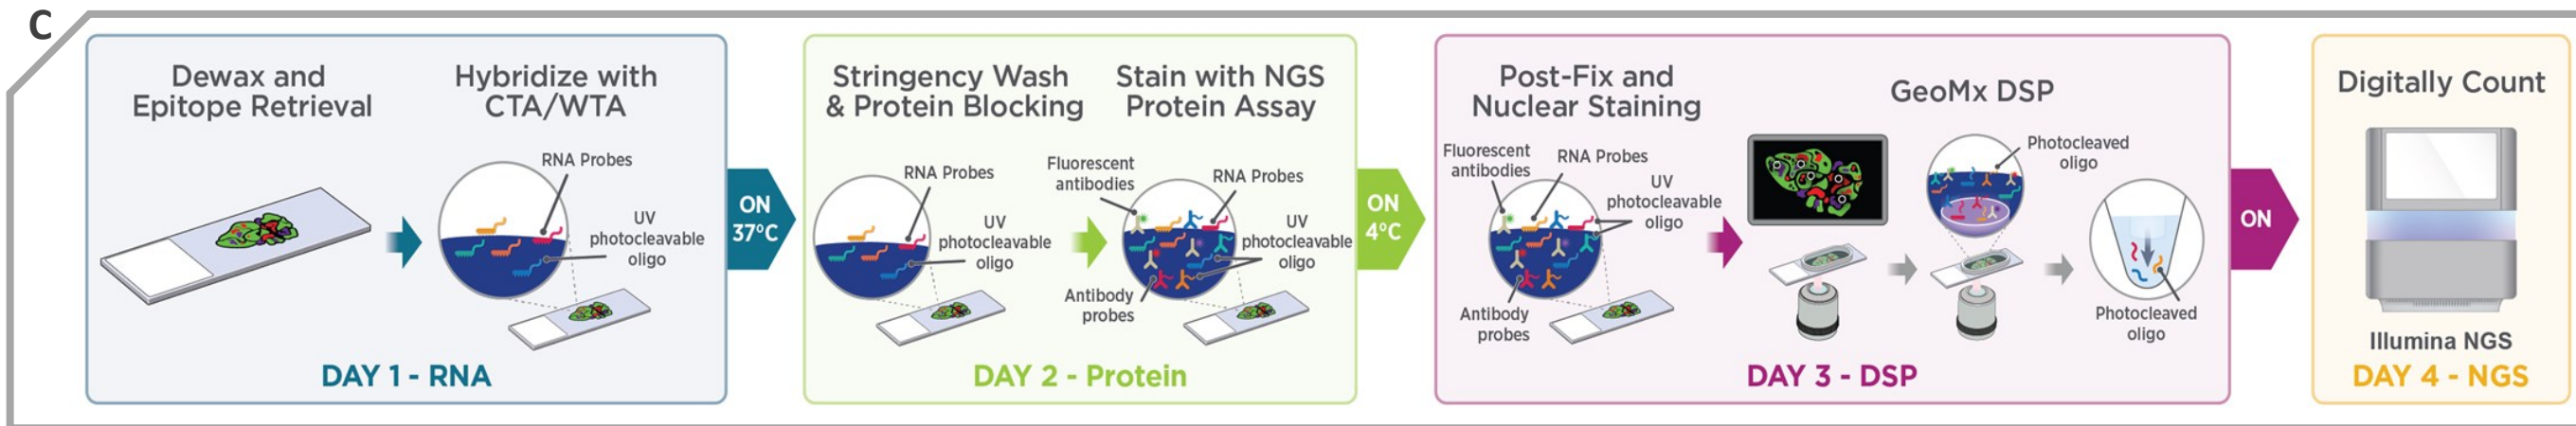 C
Dewax and
Epitope Retrieval
Hybridize with
CTA/WTA
RNA Probes
UV
photocleavable
oligo
DAY 1 - RNA
ON
37°C
Stringency Wash
& Protein Blocking
RNA Probes
UV
photocleavable
oligo
Stain with NGS
Protein Assay
Fluorescent
antibodies
RNA Probes
UV
photocleavable
oligo
Antibody
probes
DAY 2 - Protein
ON
4°C
Post-Fix and
Nuclear Staining
Fluorescent
antibodies
RNA Probes
UV
photocleavable
oligo
Antibody
probes
GeoMx DSP
Photocleaved
oligo
Photocleaved
oligo
DAY 3 - DSP
ON
Digitally Count
Illumina NGS
DAY 4 - NGS